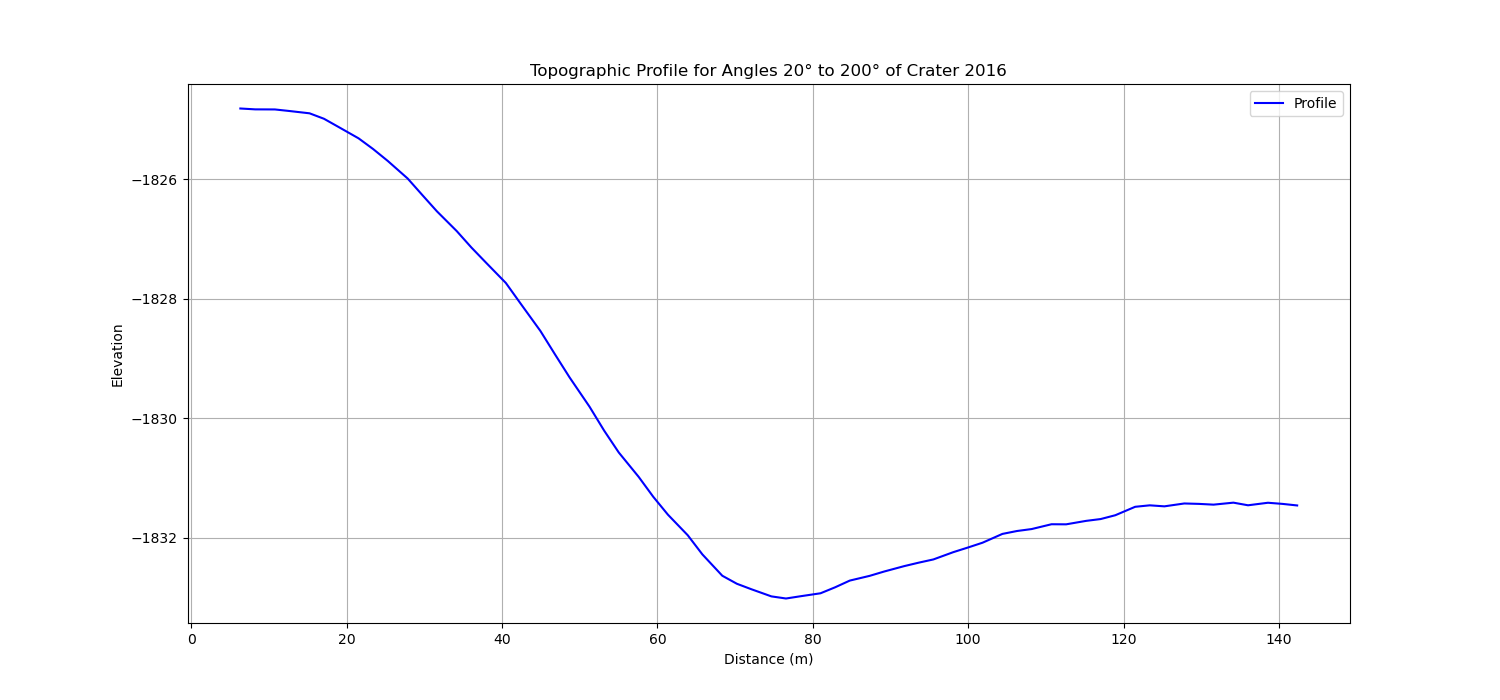 Topographic Profile for Angles 20° to 200° of Crater 2016
Profile
−1826
−1828
−1830
−1832
Elevation
0 20 40 60 80 100 120 140
Distance (m)